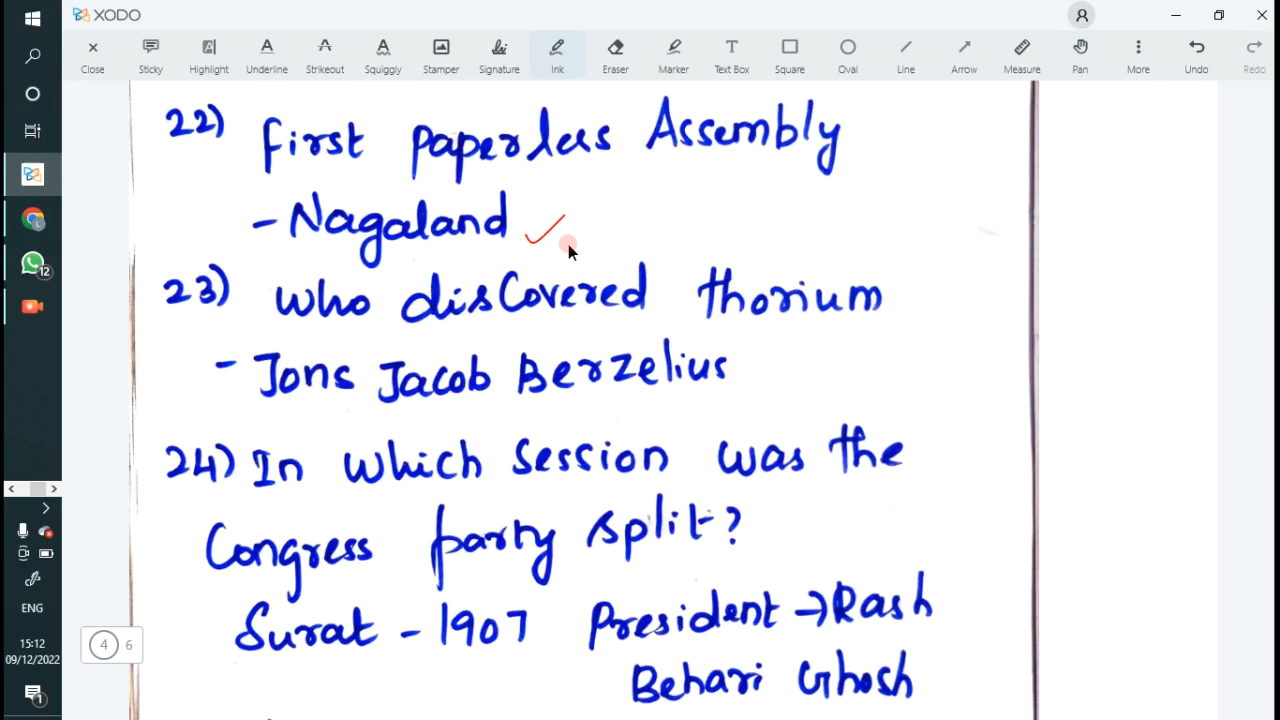 XODO
Close
Sticky
Highlight
Underline
Strikeout
Squiggly
Stamper
Signature
Ink
Eraser
Marker
Text Box
Square
Oval
Line
Arrow
Measure
Pan
More
Undo
Redo
22) First Paperless Assembly
- Nagaland
23) Who discovered thorium
- Jons Jacob Berzelius
24) In which session was the
Congress party split?
Surat - 1907 President → Rash
Behari Ghosh
4 6
L
12
ENG
15:12
09/12/2022
1